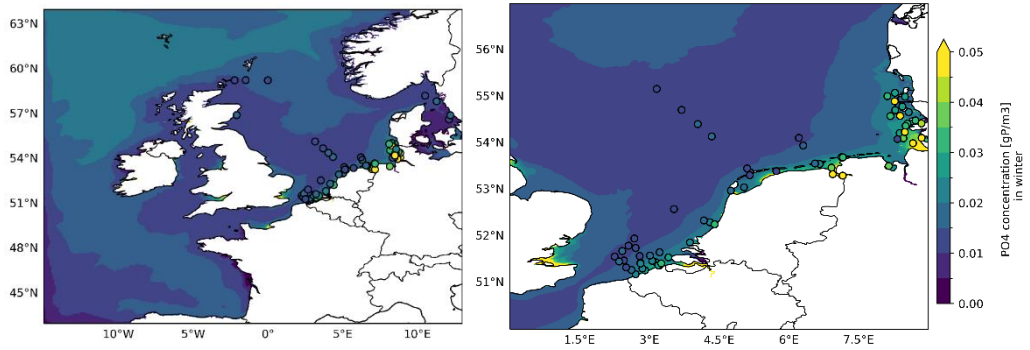 63°N
60°N
57°N
54°N
51°N
48°N
45°N
10°W
5°W
0°
5°E
10°E
56°N
55°N
54°N
53°N
52°N
51°N
1.5°E
3°E
4.5°E
6°E
7.5°E
0.05
0.04
0.03
0.02
0.01
0.00
PO4 concentration [gP/m3]
in winter